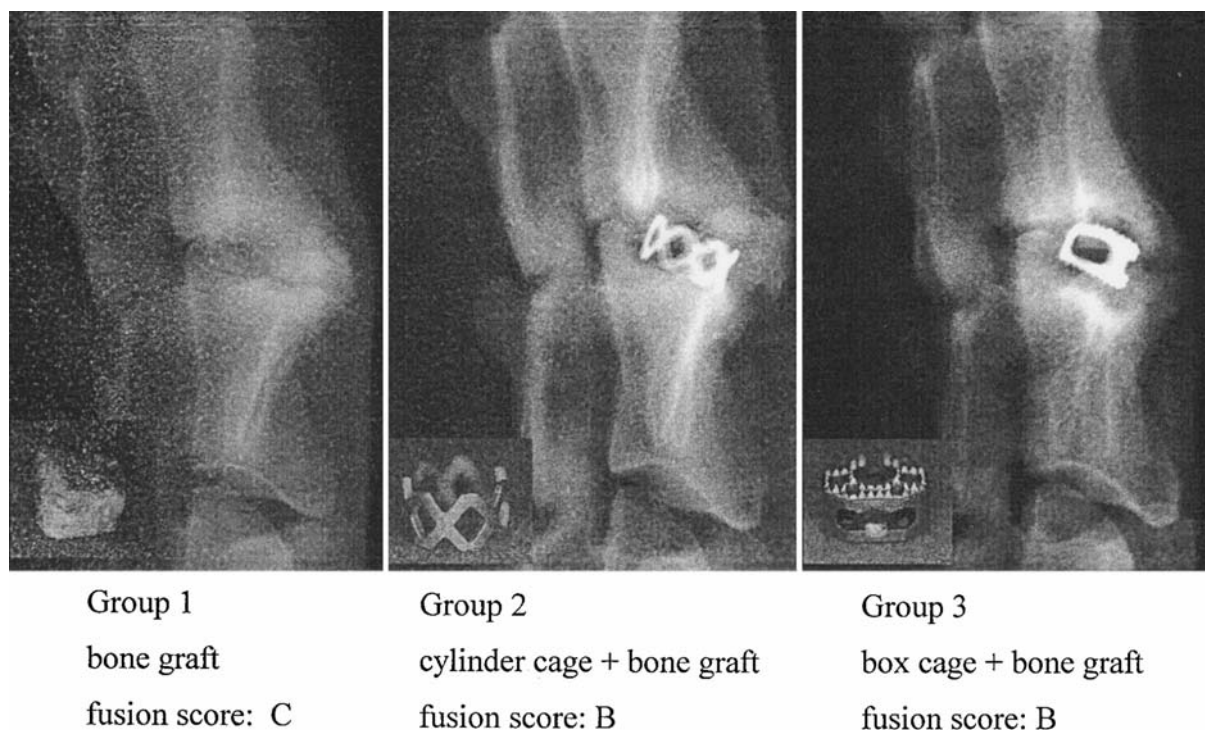 Group 1
bone graft
fusion score: C
Group 2
cylinder cage + bone graft
fusion score: B
Group 3
box cage + bone graft
fusion score: B